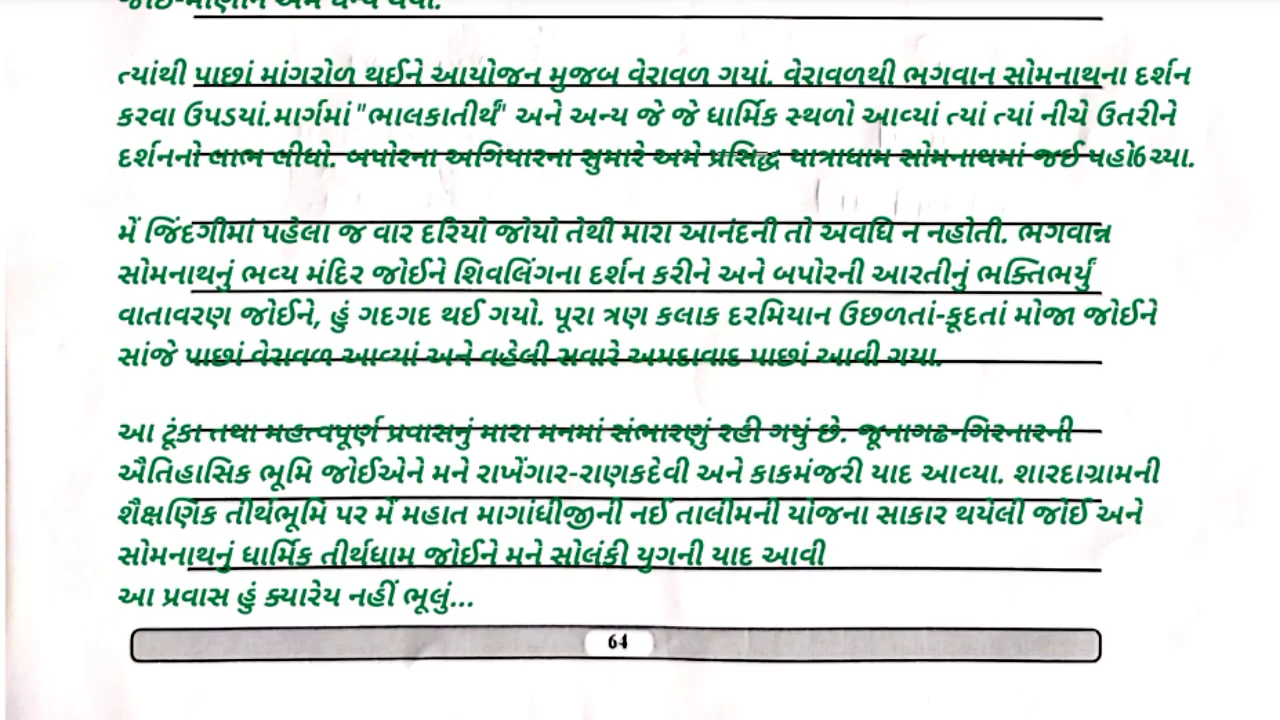 જોઈ-માણીને અમે ધન્ય થયાં.
ત્યાંથી પાછાં માંગરોળ થઈને આયોજન મુજબ વેરાવળ ગયાં. વેરાવળથી ભગવાન સોમનાથના દર્શન
કરવા ઉપડયાં.માર્ગમાં "ભાલકાતીર્થ" અને અન્ય જે જે ધાર્મિક સ્થળો આવ્યાં ત્યાં ત્યાં નીચે ઉતરીને
દર્શનનો લાભ લીધો. બપોરના અગિયારના સુમારે અમે પ્રસિદ્ધ યાત્રાધામ સોમનાથમાં જઈ પહોં6ચ્યા.
મેં જિંદગીમાં પહેલા જ વાર દરિયો જોયો તેથી મારા આનંદની તો અવધિ ન નહોતી. ભગવાન્ન
સોમનાથનું ભવ્ય મંદિર જોઈને શિવલિંગના દર્શન કરીને અને બપોરની આરતીનું ભક્તિભર્યું
વાતાવરણ જોઈને, હું ગદગદ થઈ ગયો. પૂરા ત્રણ કલાક દરમિયાન ઉછળતાં-કૂદતાં મોજા જોઈને
સાંજે પાછાં વેરાવળ આવ્યાં અને વહેલી સવારે અમદાવાદ પાછાં આવી ગયા.
આ ટૂંકા તથા મહત્વપૂર્ણ પ્રવાસનું મારા મનમાં સંભારણું રહી ગયું છે. જૂનાગઢ-ગિરનારની
ઐતિહાસિક ભૂમિ જોઈએને મને રાખેંગાર-રાણકદેવી અને કાકમંજરી યાદ આવ્યા. શારદાગ્રામની
શૈક્ષણિક તીર્થભૂમિ પર મેં મહાત માગાંધીજીની નઈ તાલીમની યોજના સાકાર થયેલી જોઈ અને
સોમનાથનું ધાર્મિક તીર્થધામ જોઈને મને સોલંકી યુગની યાદ આવી
આ પ્રવાસ હું ક્યારેય નહીં ભૂલું...
64